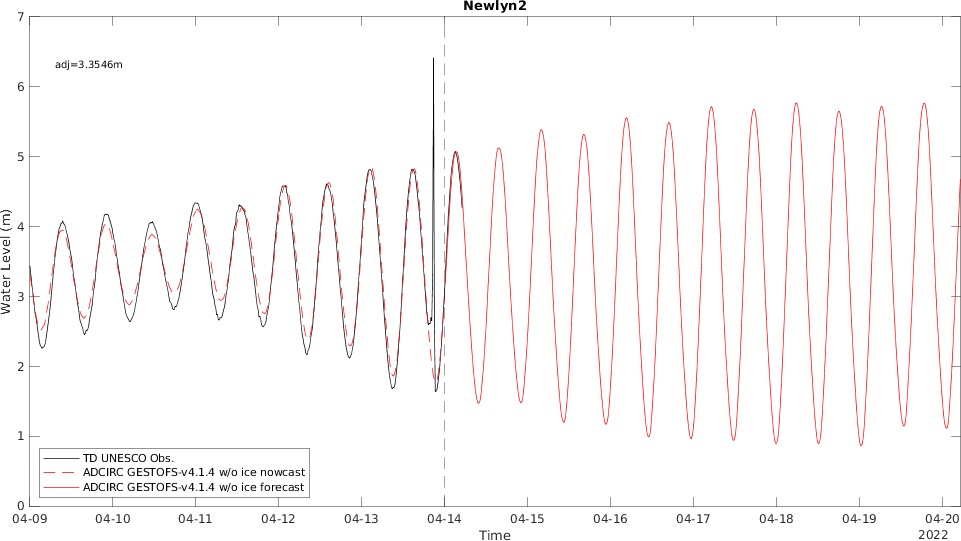 Newlyn2
7
6
5
4
3
2
1
0
Water Level (m)
adj=3.3546m
TD UNESCO Obs.
ADCIRC GESTOFS-v4.1.4 w/o ice nowcast
ADCIRC GESTOFS-v4.1.4 w/o ice forecast
04-09 04-10 04-11 04-12 04-13 04-14 04-15 04-16 04-17 04-18 04-19 04-20
Time
2022